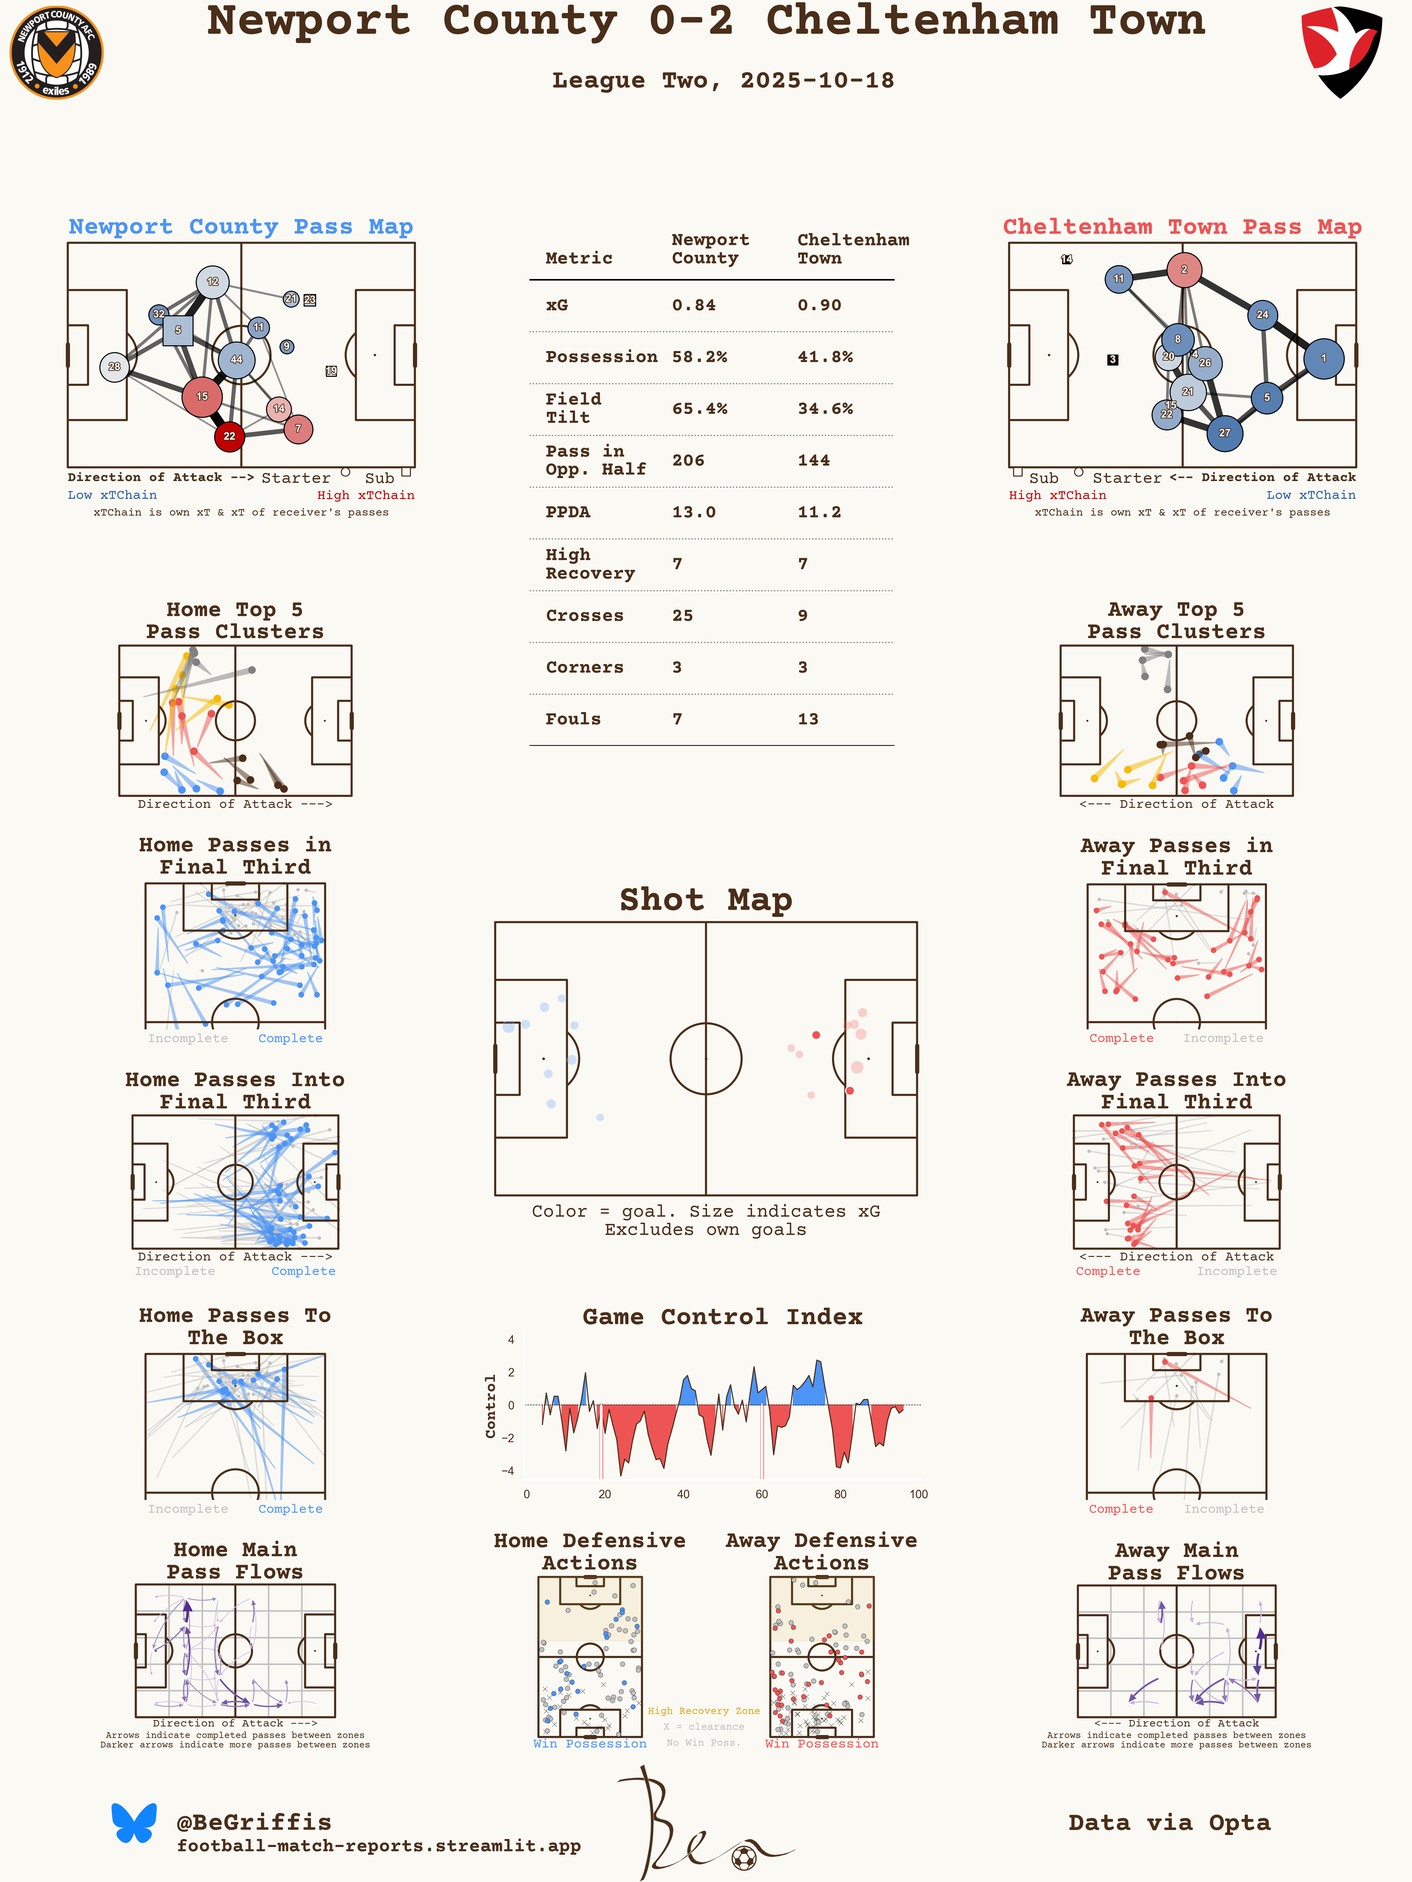 Newport County 0-2 Cheltenham Town
League Two, 2025-10-18
NEWPORT COUNTY AFC
1912 exiles 1989
Newport County Pass Map
12
21
23
32
5
11
9
44
28
19
15
14
7
22
Direction of Attack --> Starter Sub
Low xTChain High xTChain
xTChain is own xT & xT of receiver's passes
Metric Newport County Cheltenham Town
xG 0.84 0.90
Possession 58.2% 41.8%
Field Tilt 65.4% 34.6%
Pass in Opp. Half 206 144
PPDA 13.0 11.2
High Recovery 7 7
Crosses 25 9
Corners 3 3
Fouls 7 13
Cheltenham Town Pass Map
14
11
2
24
8
20
26
3
1
21
15
22
5
27
Sub Starter <-- Direction of Attack
High xTChain Low xTChain
xTChain is own xT & xT of receiver's passes
Home Top 5
Pass Clusters
Direction of Attack --->
Away Top 5
Pass Clusters
<--- Direction of Attack
Home Passes in
Final Third
Incomplete Complete
Away Passes in
Final Third
Complete Incomplete
Shot Map
Color = goal. Size indicates xG
Excludes own goals
Home Passes Into
Final Third
Direction of Attack --->
Incomplete Complete
Away Passes Into
Final Third
<--- Direction of Attack
Complete Incomplete
Home Passes To
The Box
Incomplete Complete
Game Control Index
Control
4
2
0
−2
−4
0 20 40 60 80 100
Away Passes To
The Box
Complete Incomplete
Home Main
Pass Flows
Direction of Attack --->
Arrows indicate completed passes between zones
Darker arrows indicate more passes between zones
Home Defensive
Actions
Win Possession
Away Defensive
Actions
Win Possession
High Recovery Zone
X = clearance
No Win Poss.
Away Main
Pass Flows
<--- Direction of Attack
Arrows indicate completed passes between zones
Darker arrows indicate more passes between zones
@BeGriffis
football-match-reports.streamlit.app
Ben
Data via Opta